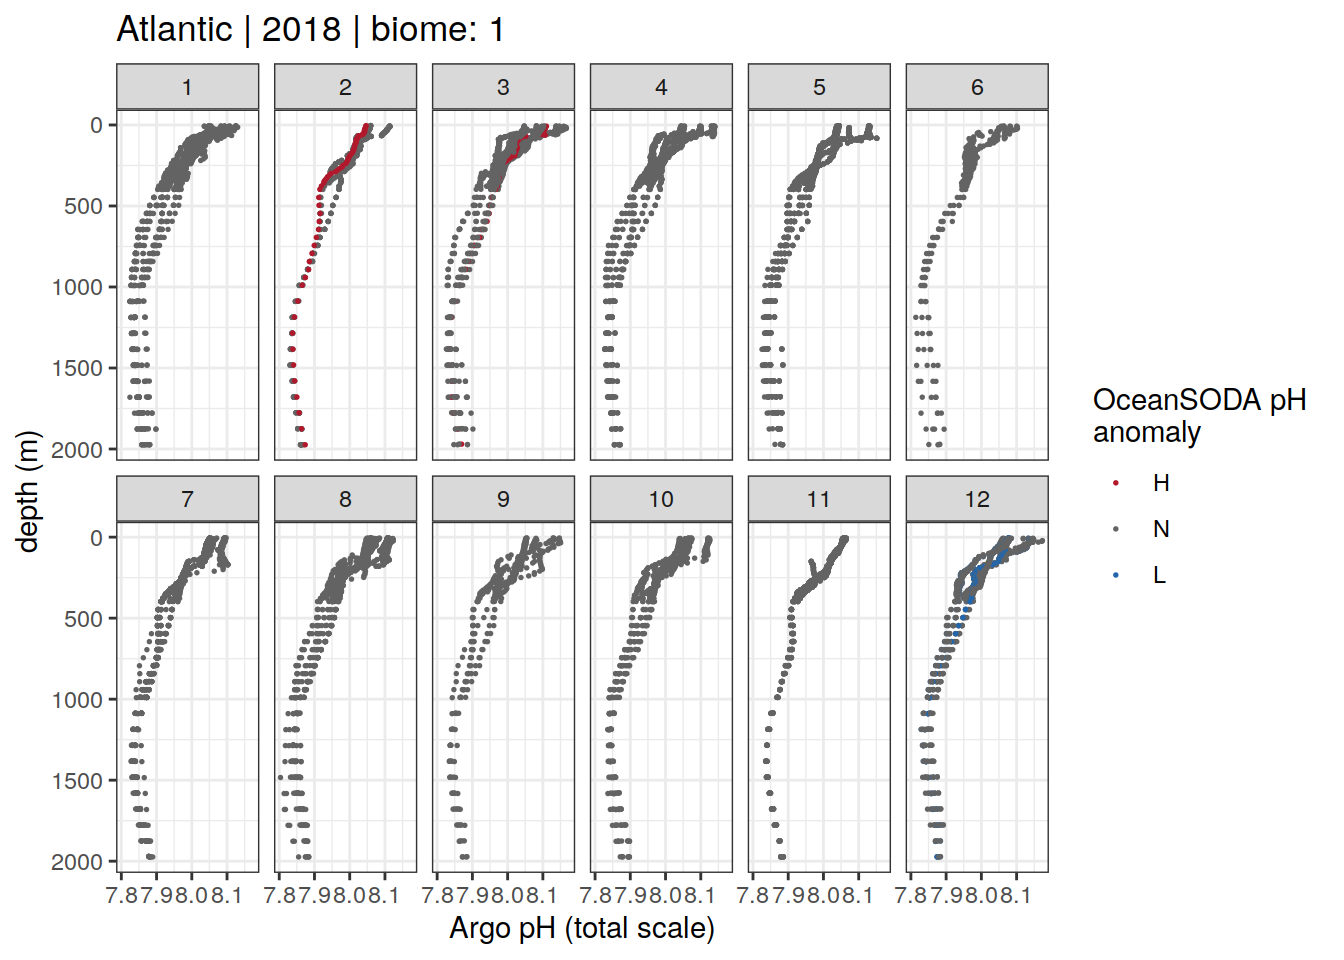 Atlantic | 2018 | biome: 1
1 2 3 4 5 6
0
500
1000
1500
2000
7 8 9 10 11 12
0
500
1000
1500
2000
7.87.98.08.1 7.87.98.08.1 7.87.98.08.1 7.87.98.08.1 7.87.98.08.1 7.87.98.08.1
depth (m)
Argo pH (total scale)
OceanSODA pH
anomaly
H
N
L